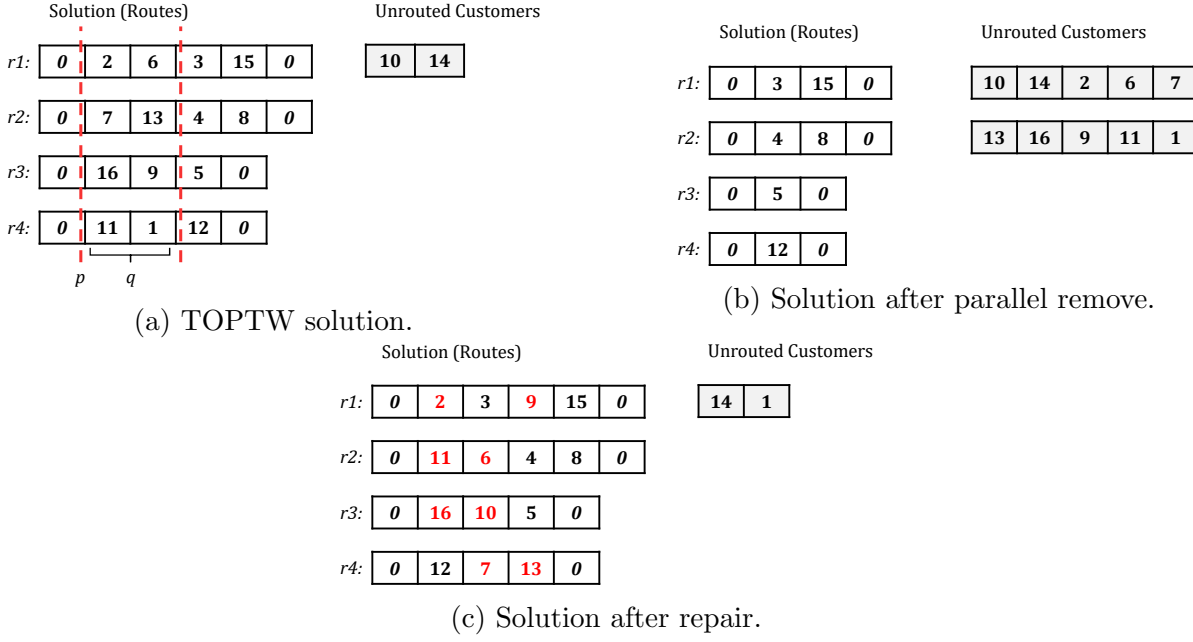 Solution (Routes) Unrouted Customers
r1: 0 2 6 3 15 0 10 14
r2: 0 7 13 4 8 0
r3: 0 16 9 5 0
r4: 0 11 1 12 0
p q
(a) TOPTW solution.
Solution (Routes) Unrouted Customers
r1: 0 3 15 0 10 14 2 6 7
r2: 0 4 8 0 13 16 9 11 1
r3: 0 5 0
r4: 0 12 0
(b) Solution after parallel remove.
Solution (Routes) Unrouted Customers
r1: 0 2 3 9 15 0 14 1
r2: 0 11 6 4 8 0
r3: 0 16 10 5 0
r4: 0 12 7 13 0
(c) Solution after repair.